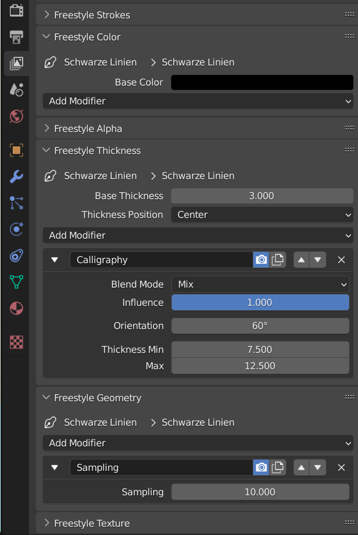 Freestyle Strokes
Freestyle Color
Schwarze Linien > Schwarze Linien
Base Color
Add Modifier
Freestyle Alpha
Freestyle Thickness
Schwarze Linien > Schwarze Linien
Base Thickness 3.000
Thickness Position Center
Add Modifier
Calligraphy
Blend Mode Mix
Influence 1.000
Orientation 60°
Thickness Min 7.500
Max 12.500
Freestyle Geometry
Schwarze Linien > Schwarze Linien
Add Modifier
Sampling
Sampling 10.000
Freestyle Texture